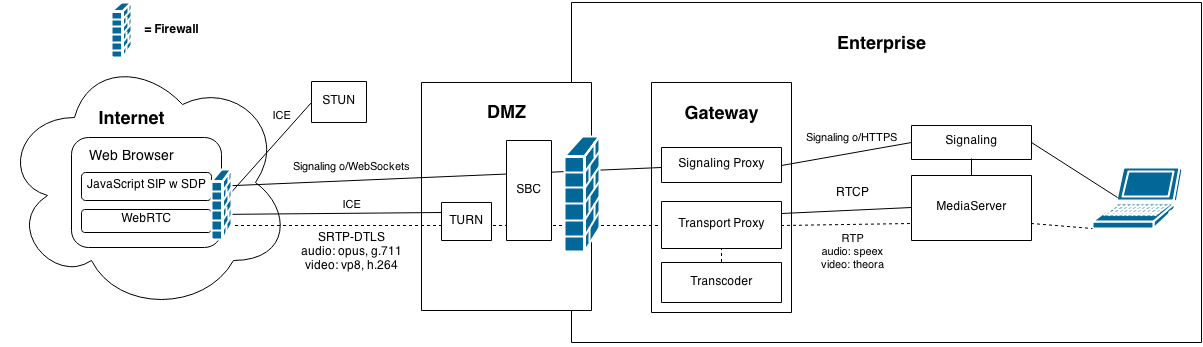 = Firewall
Enterprise
Internet
Web Browser
JavaScript SIP w SDP
WebRTC
ICE
STUN
Signaling o/WebSockets
ICE
SRTP-DTLS
audio: opus, g.711
video: vp8, h.264
DMZ
SBC
TURN
Gateway
Signaling Proxy
Transport Proxy
Transcoder
Signaling o/HTTPS
RTCP
RTP
audio: speex
video: theora
Signaling
MediaServer